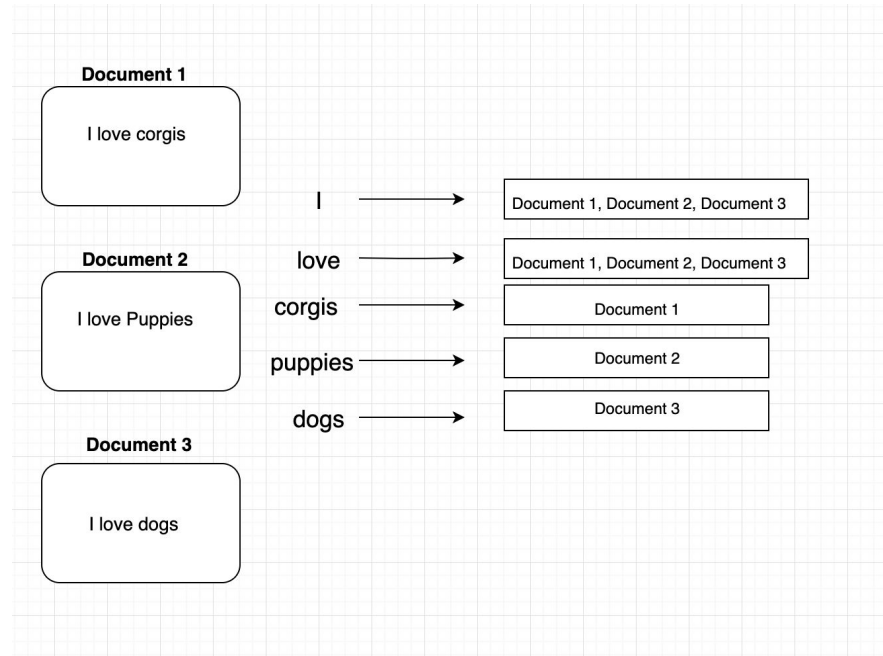 Document 1
I love corgis
Document 2
I love Puppies
Document 3
I love dogs
I
Document 1, Document 2, Document 3
love
Document 1, Document 2, Document 3
corgis
Document 1
puppies
Document 2
dogs
Document 3